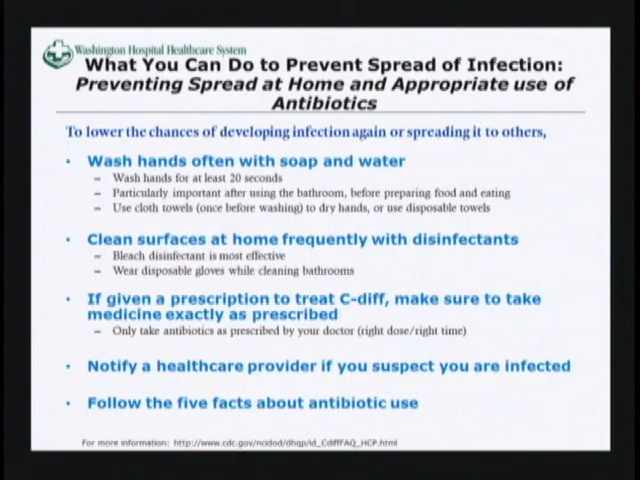 Washington Hospital Healthcare System
What You Can Do to Prevent Spread of Infection:
Preventing Spread at Home and Appropriate use of
Antibiotics
To lower the chances of developing infection again or spreading it to others,
• Wash hands often with soap and water
– Wash hands for at least 20 seconds
– Particularly important after using the bathroom, before preparing food and eating
– Use cloth towels (once before washing) to dry hands, or use disposable towels
• Clean surfaces at home frequently with disinfectants
– Bleach disinfectant is most effective
– Wear disposable gloves while cleaning bathrooms
• If given a prescription to treat C-diff, make sure to take
medicine exactly as prescribed
– Only take antibiotics as prescribed by your doctor (right dose/right time)
• Notify a healthcare provider if you suspect you are infected
• Follow the five facts about antibiotic use
For more information: http://www.cdc.gov/ncidod/dhqp/id_CdiffFAQ_HCP.html